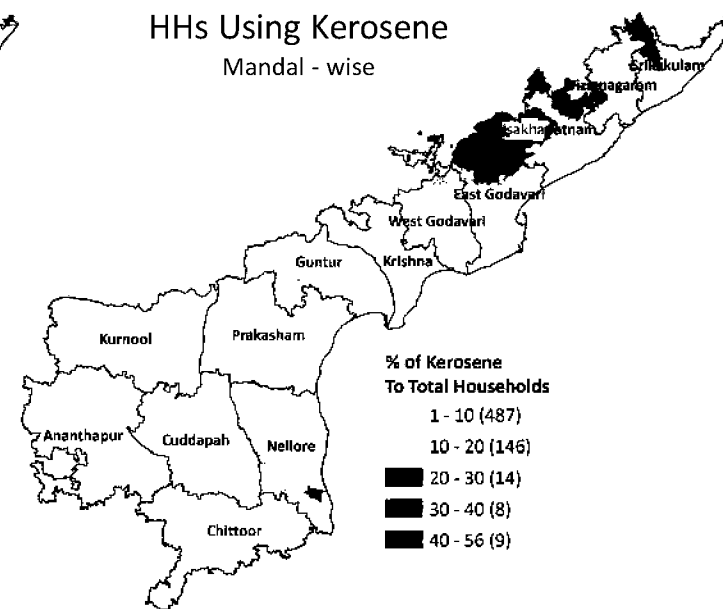 HHs Using Kerosene
Mandal - wise
Srikakulam
Vizianagaram
Visakhapatnam
East Godavari
West Godavari
Guntur
Krishna
Kurnool
Prakasham
% of Kerosene
To Total Households
1 - 10 (487)
10 - 20 (146)
20 - 30 (14)
30 - 40 (8)
40 - 56 (9)
Ananthapur
Cuddapah
Nellore
Chittoor